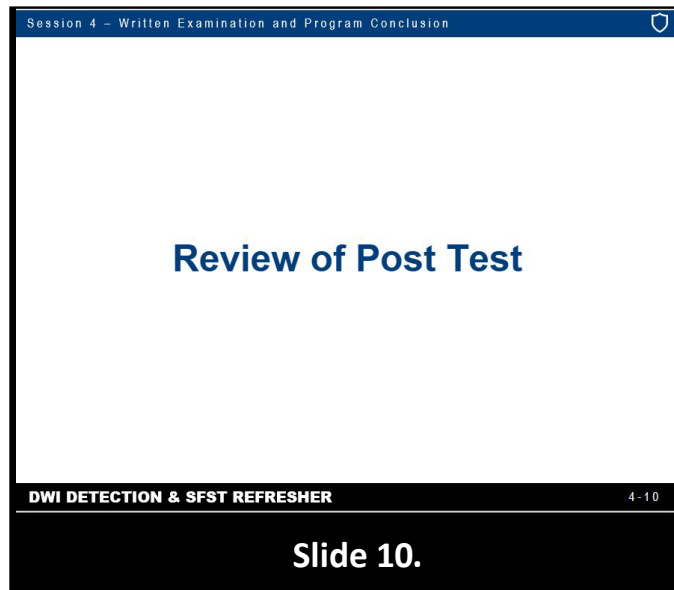 Session 4 – Written Examination and Program Conclusion
Review of Post Test
DWI DETECTION & SFST REFRESHER
4-10
Slide 10.